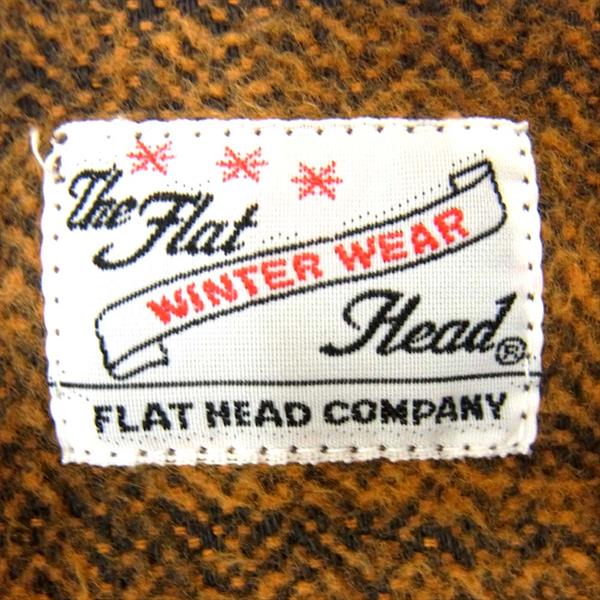 The Flat
WINTER WEAR
Head®
FLAT HEAD COMPANY